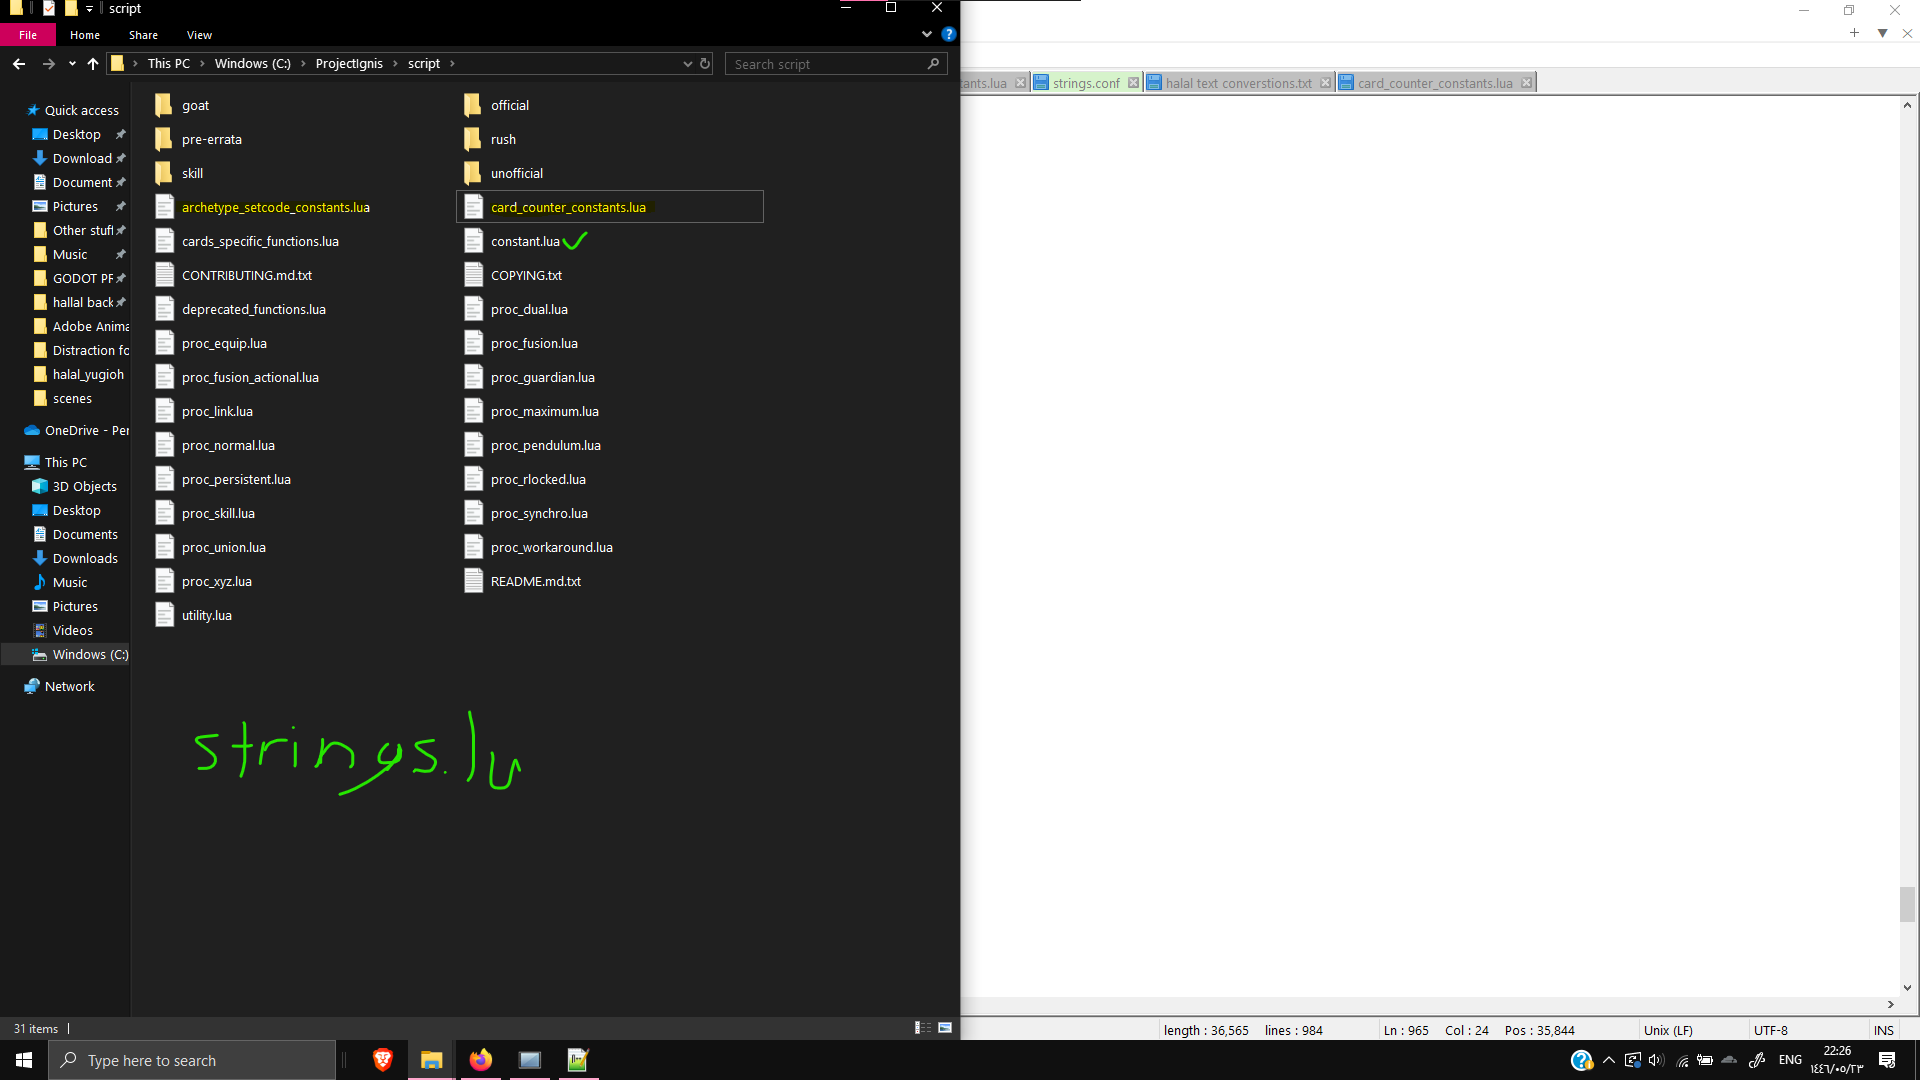 script
File Home Share View
This PC Windows (C:) ProjectIgnis script
Search script
tants.lua strings.conf halal text converstions.txt card_counter_constants.lua
Quick access
Desktop
Download
Document
Pictures
Other stuff
Music
GODOT PF
hallal back
Adobe Anima
Distraction fo
halal_yugioh
scenes
OneDrive - Per
This PC
3D Objects
Desktop
Documents
Downloads
Music
Pictures
Videos
Windows (C:)
Network
goat official
pre-errata rush
skill unofficial
archetype_setcode_constants.lua card_counter_constants.lua
cards_specific_functions.lua constant.lua
CONTRIBUTING.md.txt COPYING.txt
deprecated_functions.lua proc_dual.lua
proc_equip.lua proc_fusion.lua
proc_fusion_actional.lua proc_guardian.lua
proc_link.lua proc_maximum.lua
proc_normal.lua proc_pendulum.lua
proc_persistent.lua proc_rlocked.lua
proc_skill.lua proc_synchro.lua
proc_union.lua proc_workaround.lua
proc_xyz.lua README.md.txt
utility.lua
strings.lu
31 items
length : 36,565 lines : 984 Ln : 965 Col : 24 Pos : 35,844 Unix (LF) UTF-8 INS
Type here to search
ENG
22:26
١٤٤٦/٠٥/٢٣